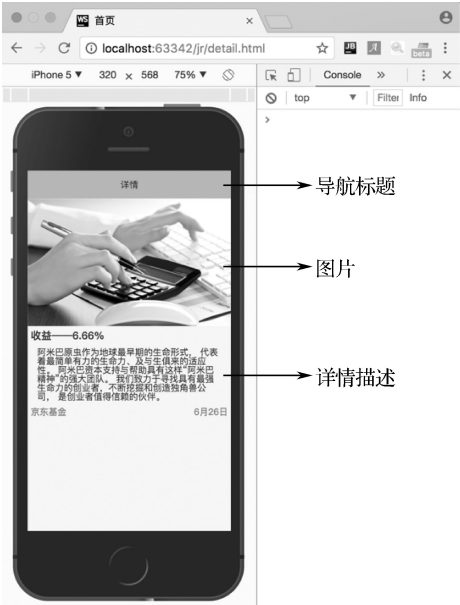 WS 首页
localhost:63342/jr/detail.html
JB
beta
iPhone 5 ▼ 320 × 568 75% ▼
Console »
top ▼ Filter Info
详情
导航标题
图片
收益——6.66%
阿米巴原虫作为地球最早期的生命形式， 代表
着最简单有力的生命力、及与生俱来的适应
性。 阿米巴资本支持与帮助具有这样“阿米巴
精神”的强大团队。 我们致力于寻找具有最强
生命力的创业者，不断挖掘和创造独角兽公
司， 是创业者值得信赖的伙伴。
详情描述
京东基金 6月26日